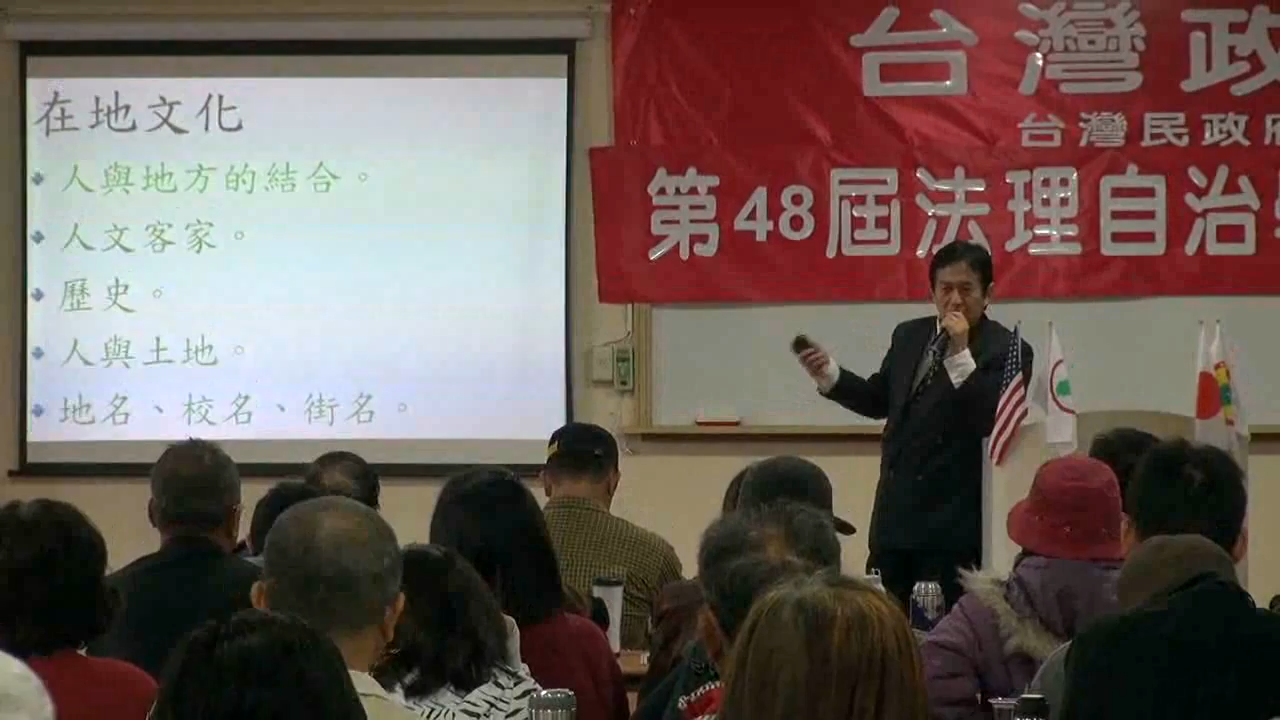 在地文化
人與地方的結合。
人文客家。
歷史。
人與土地。
地名、校名、街名。
台灣政
台灣民政府
第48屆法理自治